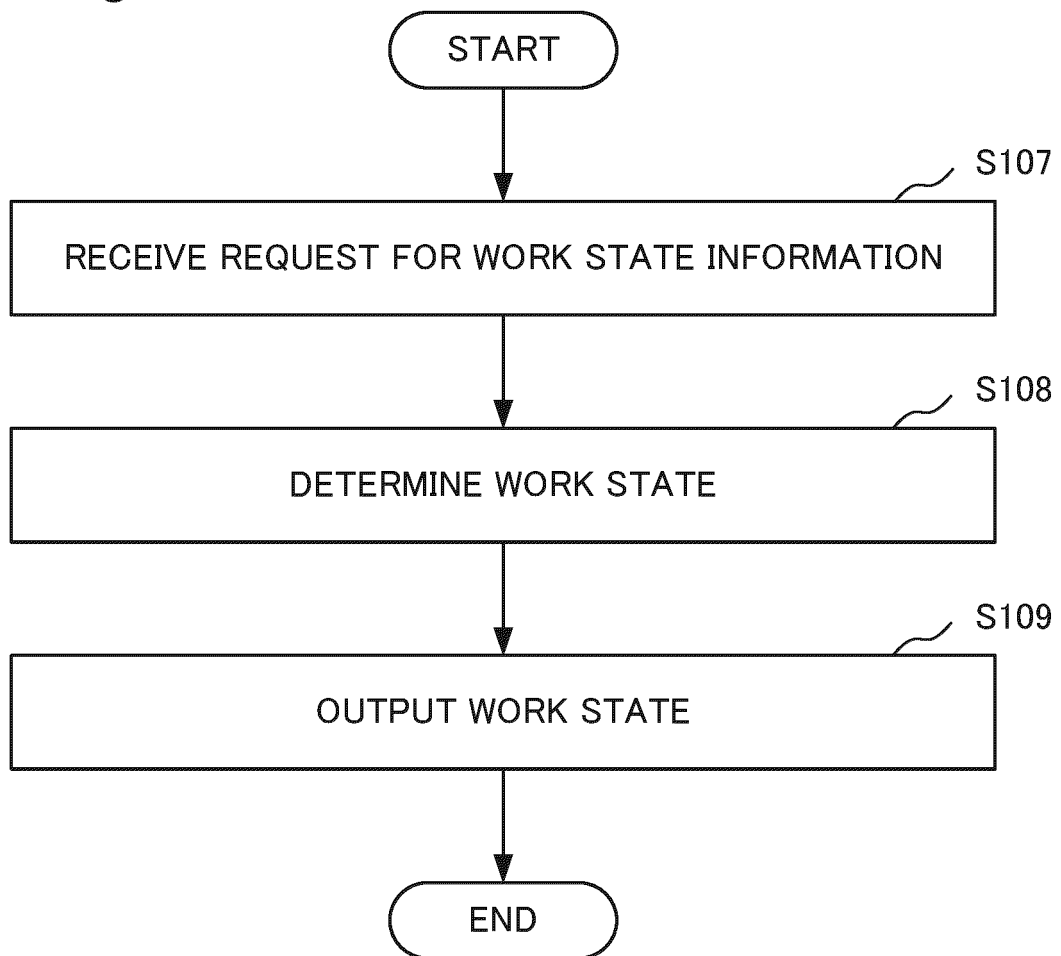 START
S107
RECEIVE REQUEST FOR WORK STATE INFORMATION
S108
DETERMINE WORK STATE
S109
OUTPUT WORK STATE
END